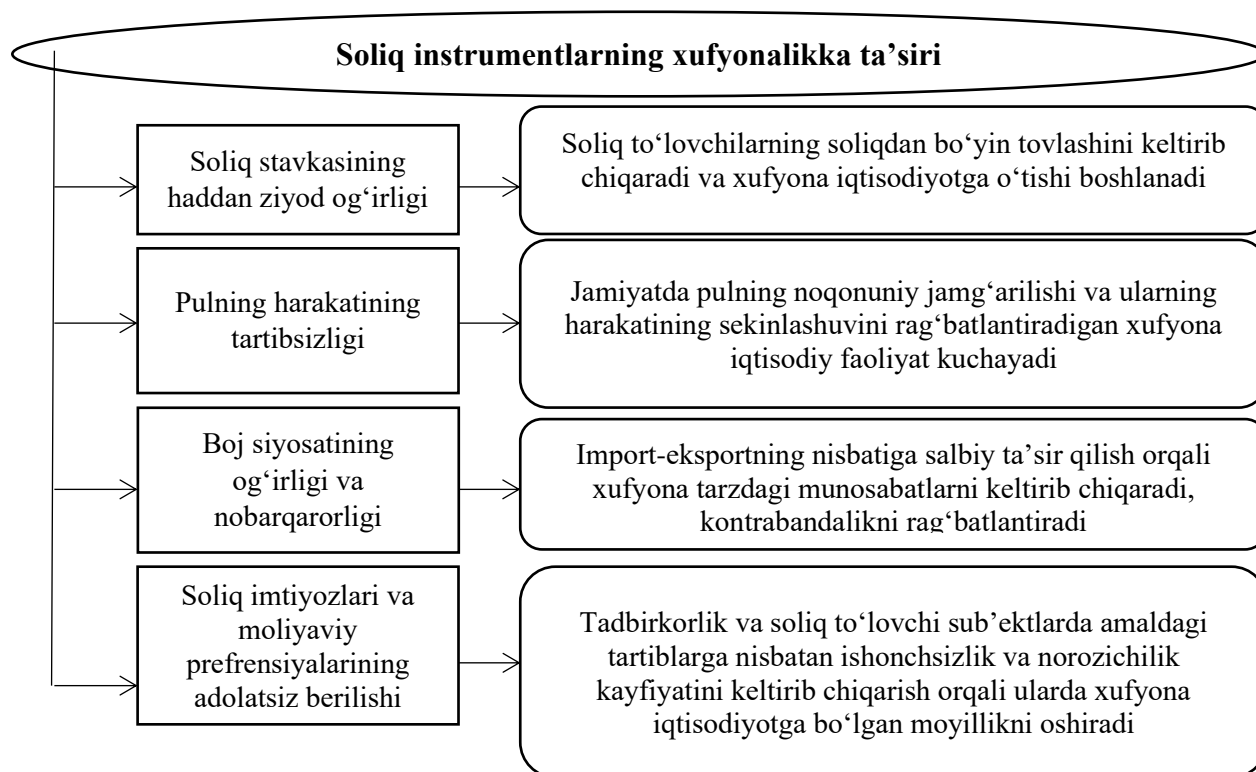 Soliq instrumentlarning xufyonalikka ta’siri
Soliq stavkasining
haddan ziyod og‘irligi
Soliq to‘lovchilarning soliqdan bo‘yin tovlashini keltirib
chiqaradi va xufyona iqtisodiyotga o‘tishi boshlanadi
Pulning harakatining
tartibsizligi
Jamiyatda pulning noqonuniy jamg‘arilishi va ularning
harakatining sekinlashuvini rag‘batlantiradigan xufyona
iqtisodiy faoliyat kuchayadi
Boj siyosatining
og‘irligi va
nobarqarorligi
Import-eksportning nisbatiga salbiy ta’sir qilish orqali
xufyona tarzdagi munosabatlarni keltirib chiqaradi,
kontrabandalikni rag‘batlantiradi
Soliq imtiyozlari va
moliyaviy
prefrensiyalarining
adolatsiz berilishi
Tadbirkorlik va soliq to‘lovchi sub’ektlarda amaldagi
tartiblarga nisbatan ishonchsizlik va norozichilik
kayfiyatini keltirib chiqarish orqali ularda xufyona
iqtisodiyotga bo‘lgan moyillikni oshiradi